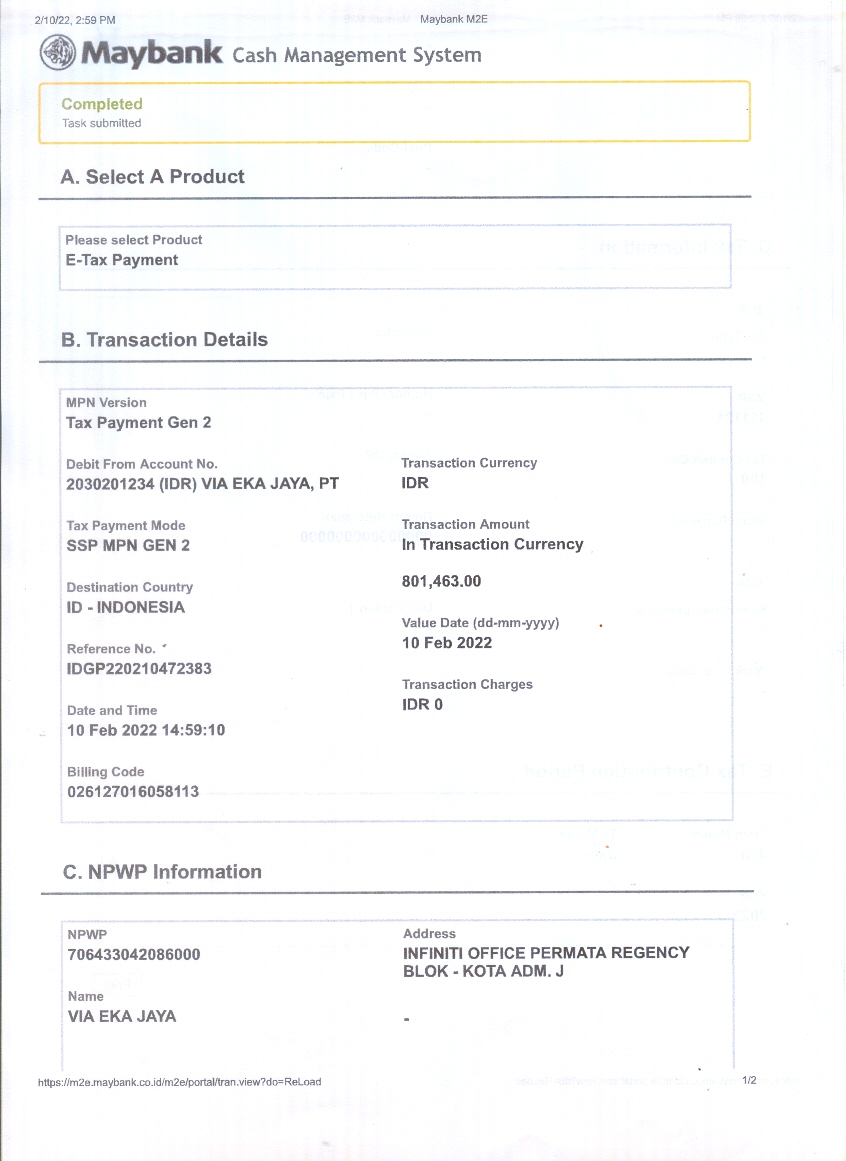 2/10/22, 2:59 PM
Maybank M2E
Maybank Cash Management System
Completed
Task submitted
A. Select A Product
Please select Product
E-Tax Payment
B. Transaction Details
MPN Version
Tax Payment Gen 2
Debit From Account No.
2030201234 (IDR) VIA EKA JAYA, PT
Transaction Currency
IDR
Tax Payment Mode
SSP MPN GEN 2
Transaction Amount
In Transaction Currency
801,463.00
Destination Country
ID - INDONESIA
Value Date (dd-mm-yyyy)
10 Feb 2022
Reference No.
IDGP220210472383
Transaction Charges
IDR 0
Date and Time
10 Feb 2022 14:59:10
Billing Code
026127016058113
C. NPWP Information
NPWP
706433042086000
Address
INFINITI OFFICE PERMATA REGENCY
BLOK - KOTA ADM. J
Name
VIA EKA JAYA
-
https://m2e.maybank.co.id/m2e/portal/tran.view?do=ReLoad
1/2